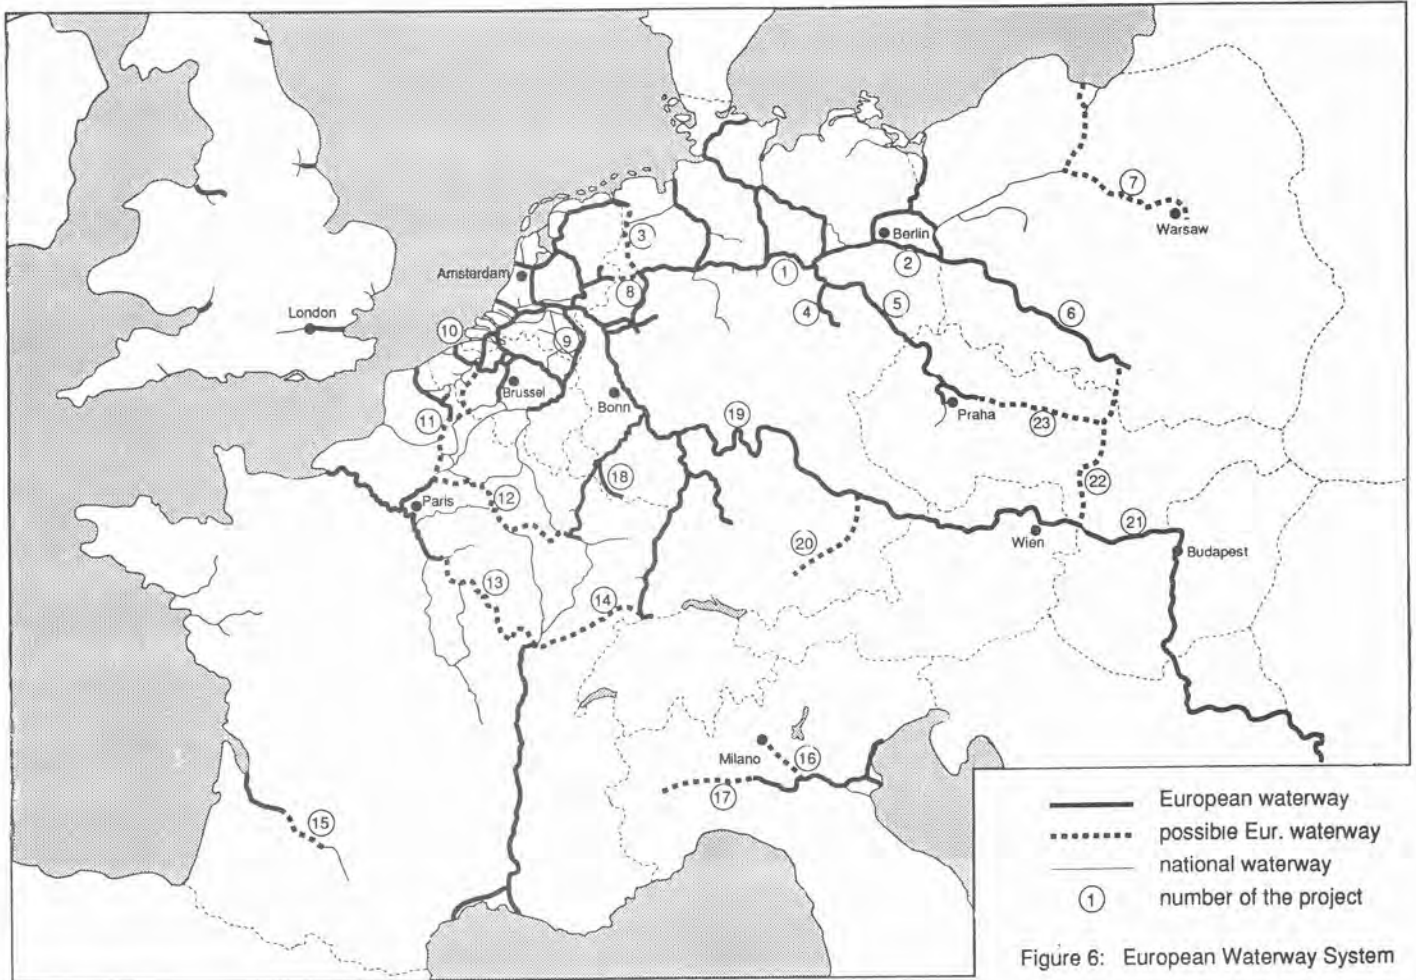 7
Warsaw
3
Berlin
Amsterdam
1
2
8
5
London
4
6
10
9
Brussel
Bonn
Praha
11
19
23
18
22
12
Paris
20
Wien
21
Budapest
13
14
Milano
16
17
15
European waterway
possible Eur. waterway
national waterway
1 number of the project
Figure 6: European Waterway System